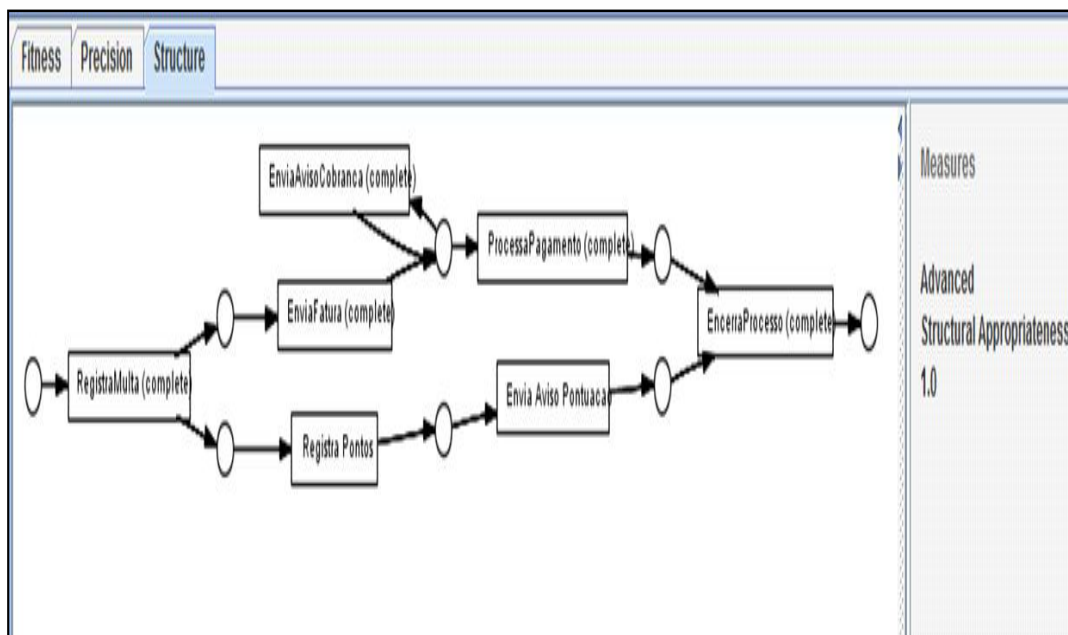 Fitness
Precision
Structure
EnviaAvisoCobranca (complete)
ProcessaPagamento (complete)
EnviaFatura (complete)
EncerraProcesso (complete
RegistraMulta (complete)
Envia Aviso Pontuacao
Registra Pontos
Measures
Advanced
Structural Appropriateness
1.0